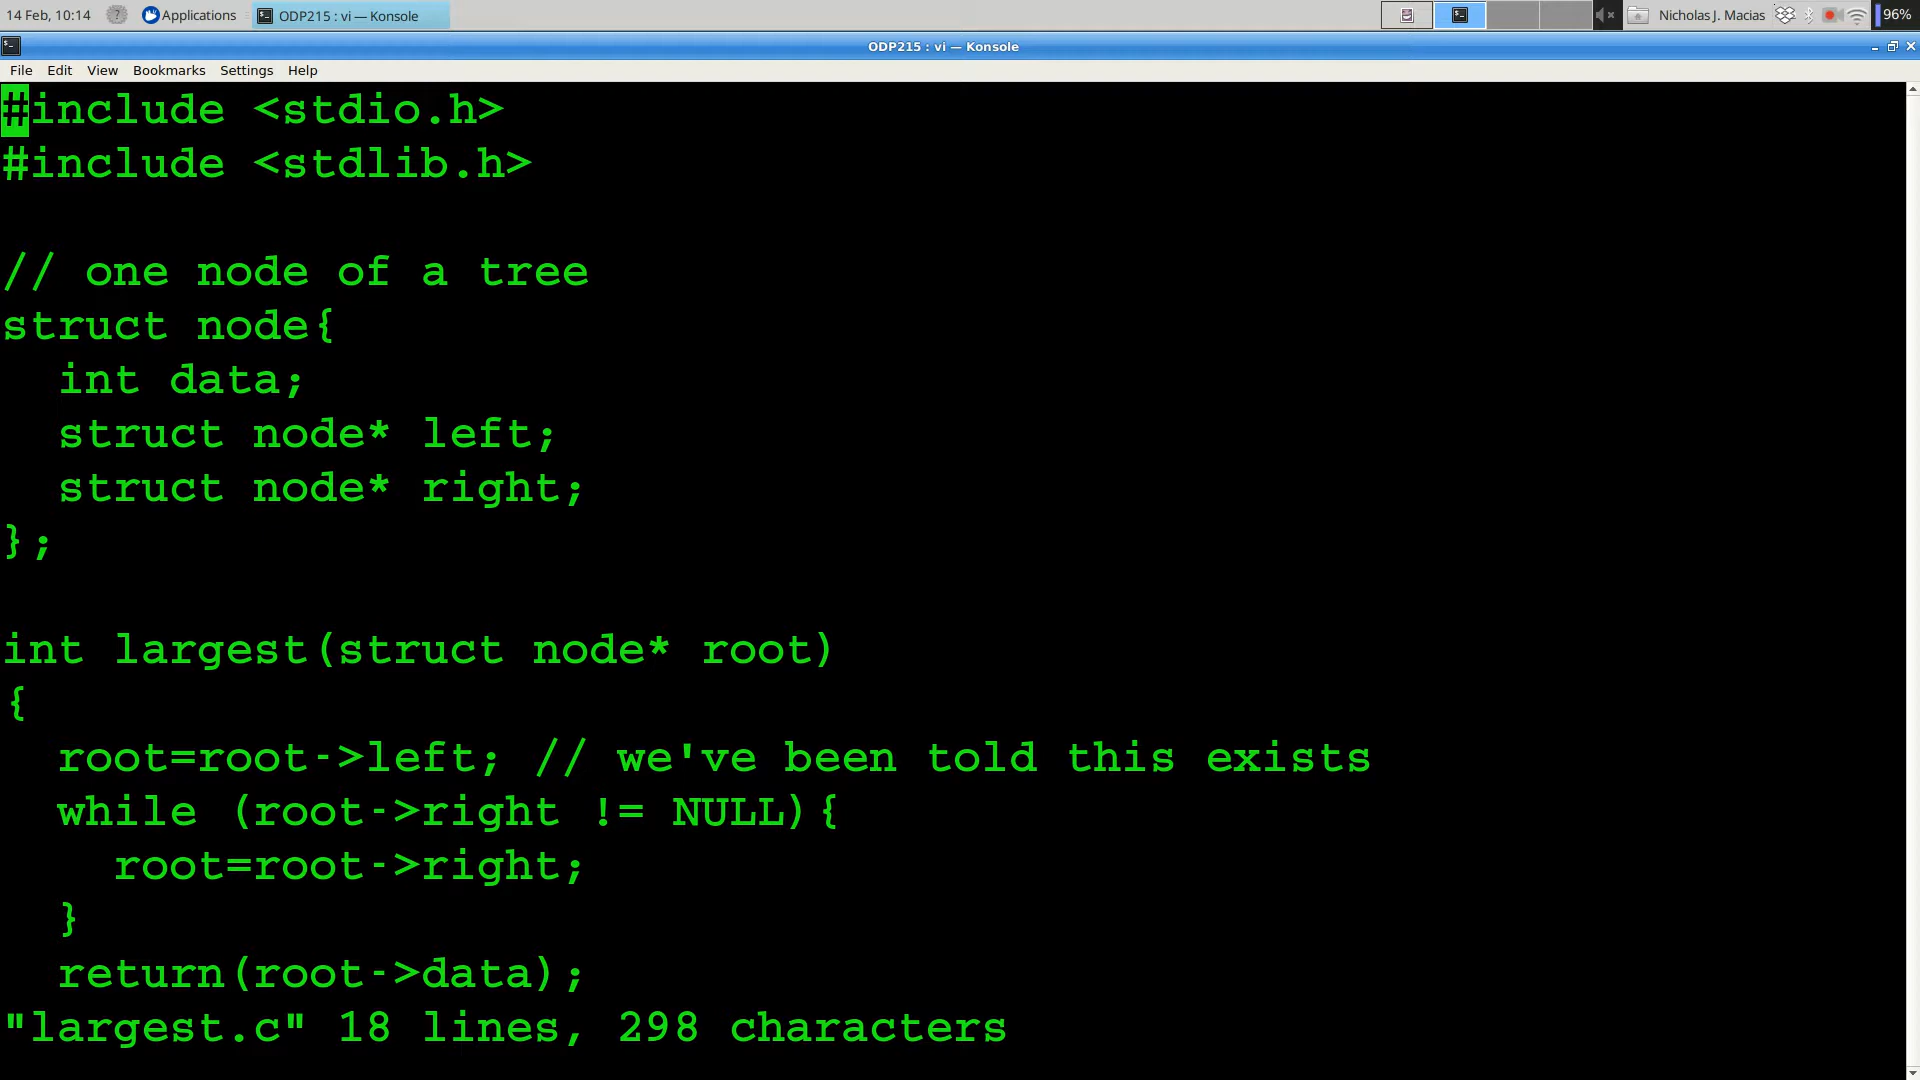 14 Feb, 10:14 Applications ODP215 : vi — Konsole Nicholas J. Macias 96%
ODP215 : vi — Konsole
File Edit View Bookmarks Settings Help
#include <stdio.h>
#include <stdlib.h>
// one node of a tree
struct node{
   int data;
   struct node* left;
   struct node* right;
};
int largest(struct node* root)
{
   root=root->left; // we've been told this exists
   while (root->right != NULL){
      root=root->right;
   }
   return(root->data);
"largest.c" 18 lines, 298 characters